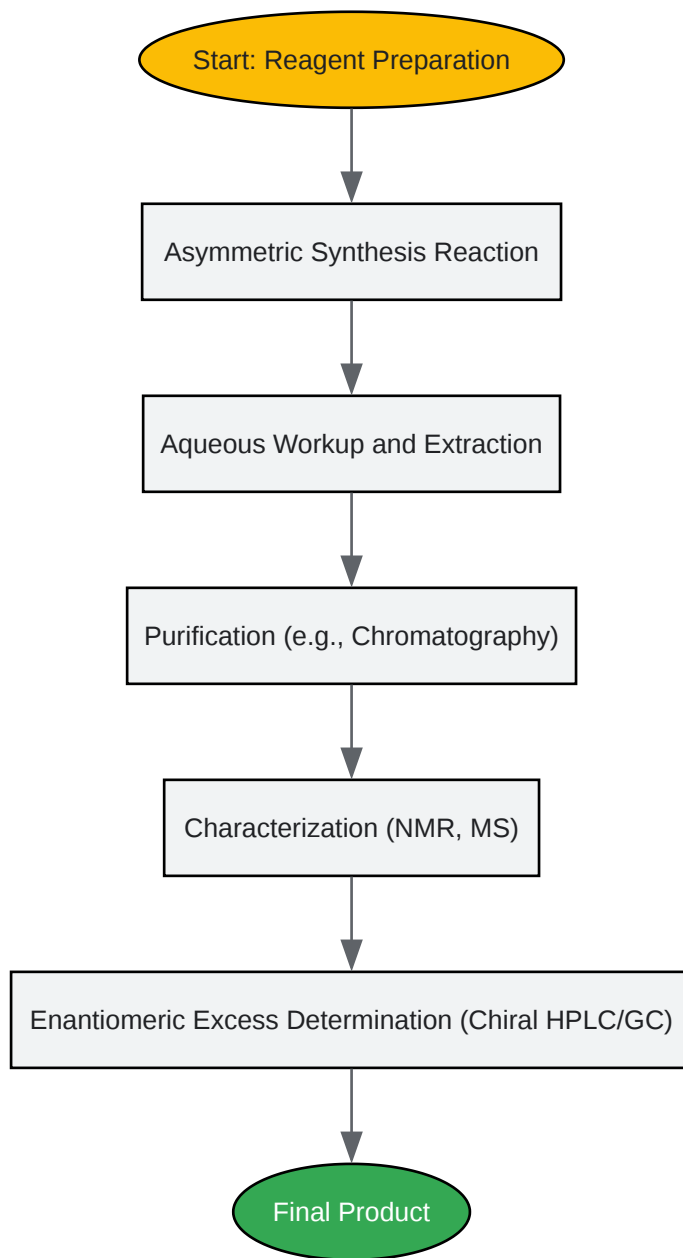 Start: Reagent Preparation
Asymmetric Synthesis Reaction
Aqueous Workup and Extraction
Purification (e.g., Chromatography)
Characterization (NMR, MS)
Enantiomeric Excess Determination (Chiral HPLC/GC)
Final Product